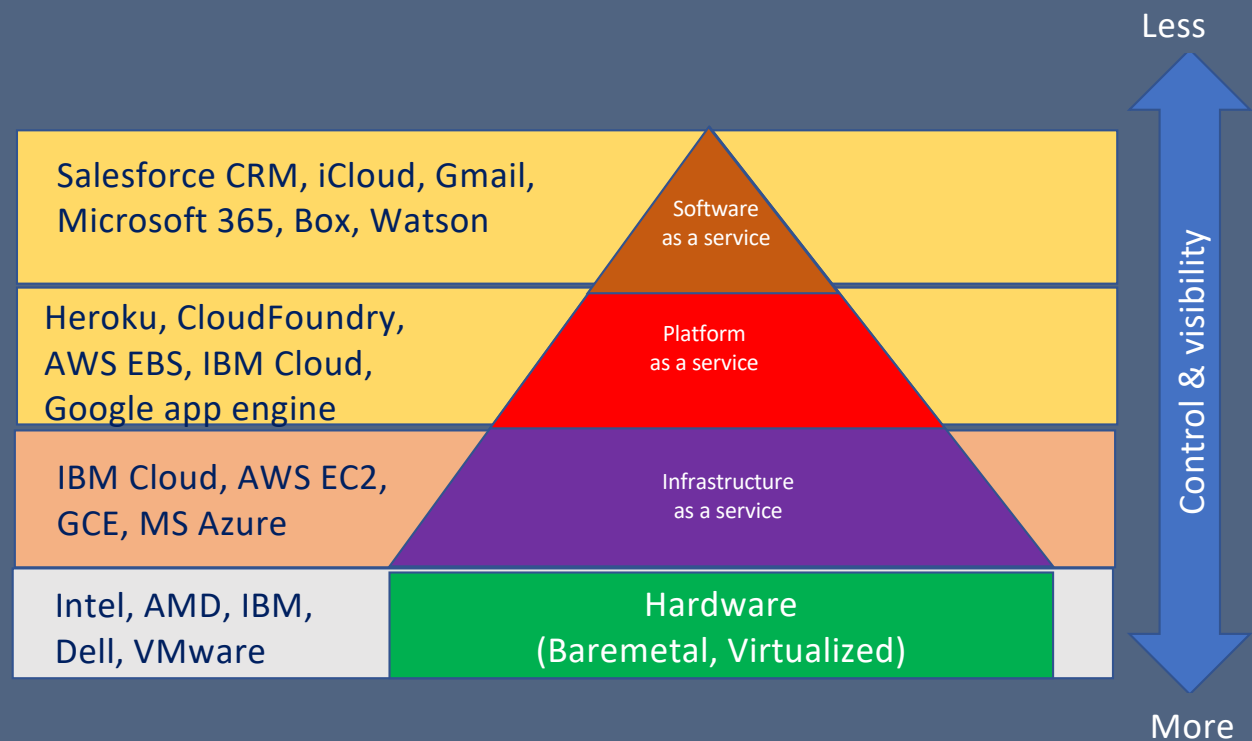 Less
Salesforce CRM, iCloud, Gmail,
Microsoft 365, Box, Watson
Software
as a service
Heroku, CloudFoundry,
AWS EBS, IBM Cloud,
Google app engine
Platform
as a service
IBM Cloud, AWS EC2,
GCE, MS Azure
Infrastructure
as a service
Intel, AMD, IBM,
Dell, VMware
Hardware
(Baremetal, Virtualized)
Control & visibility
More